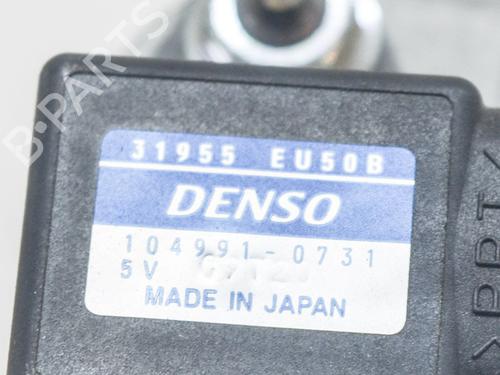 B-PARTS
31955 EU50B
DENSO
104991-0731
5V
MADE IN JAPAN